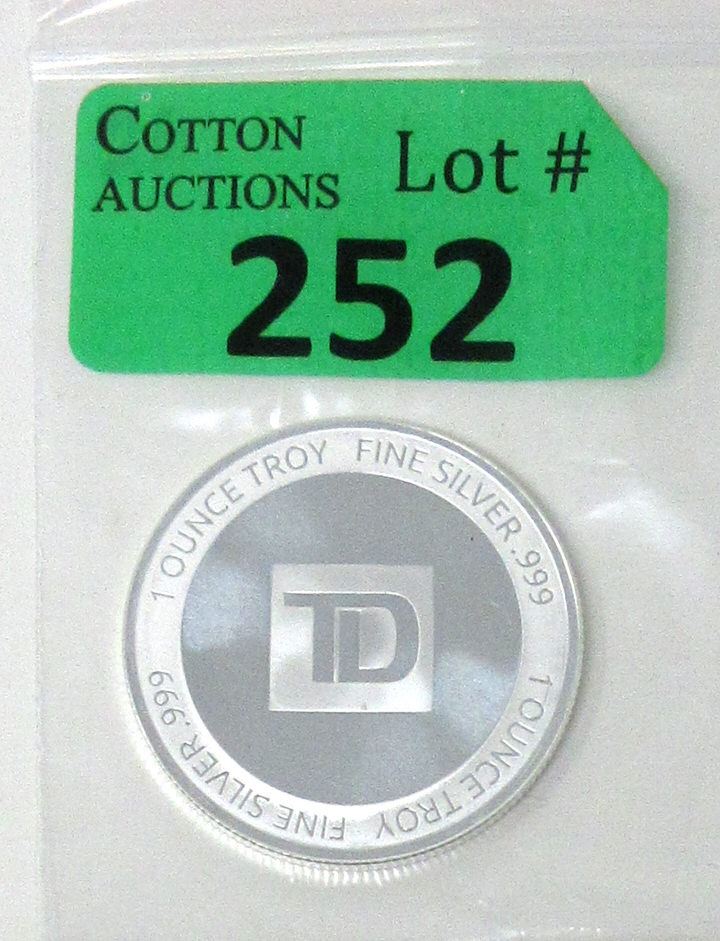 COTTON
AUCTIONS
Lot #
252
1 OUNCE TROY FINE SILVER .999
1 OUNCE TROY FINE SILVER .999
TD